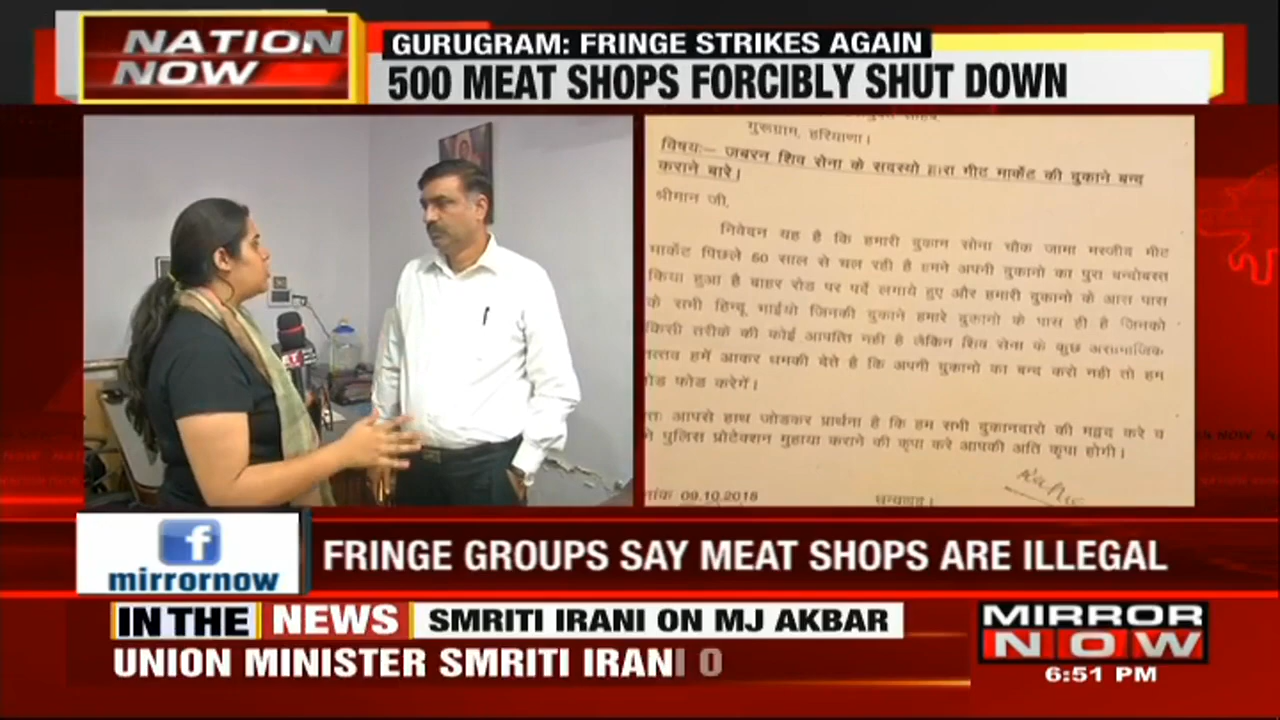 NATION
NOW
GURUGRAM: FRINGE STRIKES AGAIN
500 MEAT SHOPS FORCIBLY SHUT DOWN
गुरूग्राम, हरियाणा।
विषय:– जबरन शिव सेना के सदस्यो द्वारा मीट मार्केट की दुकाने बन्द
कराने बारे।
श्रीमान जी,
निवेदन यह है कि हमारी दुकान सोना चौक जामा मस्जीद मीट
मार्केट पिछले 60 साल से चल रही है हमने अपनी दुकानो का पुरा बन्दोबस्त
किया हुआ है बाहर रोड पर पर्दे लगाये हुए और हमारी दुकानो के आस पास
के सभी हिन्दू भाईयो जिनकी दुकाने हमारे दुकानो के पास ही है जिनको
किसी तरीके की कोई आपत्ति नही है लेकिन शिव सेना के कुछ असामाजिक
तत्तव हमें आकर धमकी देते है कि अपनी दुकानो का बन्द करो नही तो हम
फोड करेगें।
आपसे हाथ जोडकर प्रार्थना है कि हम सभी दुकानदारो की मद्दद करे व
पुलिस प्रोटैक्शन मुहाया कराने की कृपा करे आपकी अति कृपा होगी।
09.10.2018 धन्यवाद।
f
mirrornow
FRINGE GROUPS SAY MEAT SHOPS ARE ILLEGAL
IN THE NEWS SMRITI IRANI ON MJ AKBAR
UNION MINISTER SMRITI IRANI O
MIRROR
NOW
6:51 PM